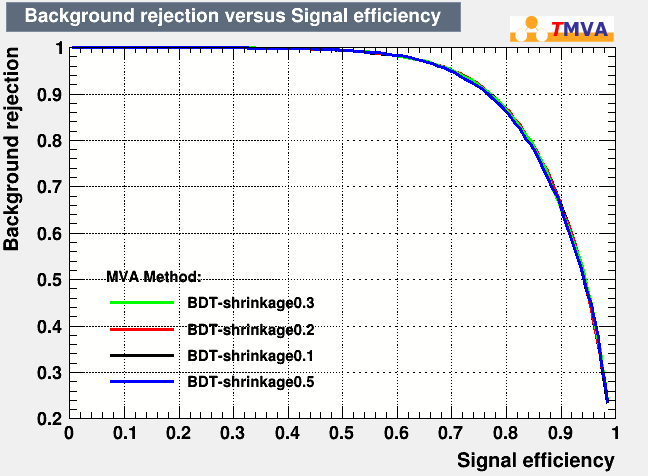 Background rejection versus Signal efficiency
TMVA
Background rejection
1
0.9
0.8
0.7
0.6
0.5
0.4
0.3
0.2
MVA Method:
BDT-shrinkage0.3
BDT-shrinkage0.2
BDT-shrinkage0.1
BDT-shrinkage0.5
0 0.1 0.2 0.3 0.4 0.5 0.6 0.7 0.8 0.9 1
Signal efficiency